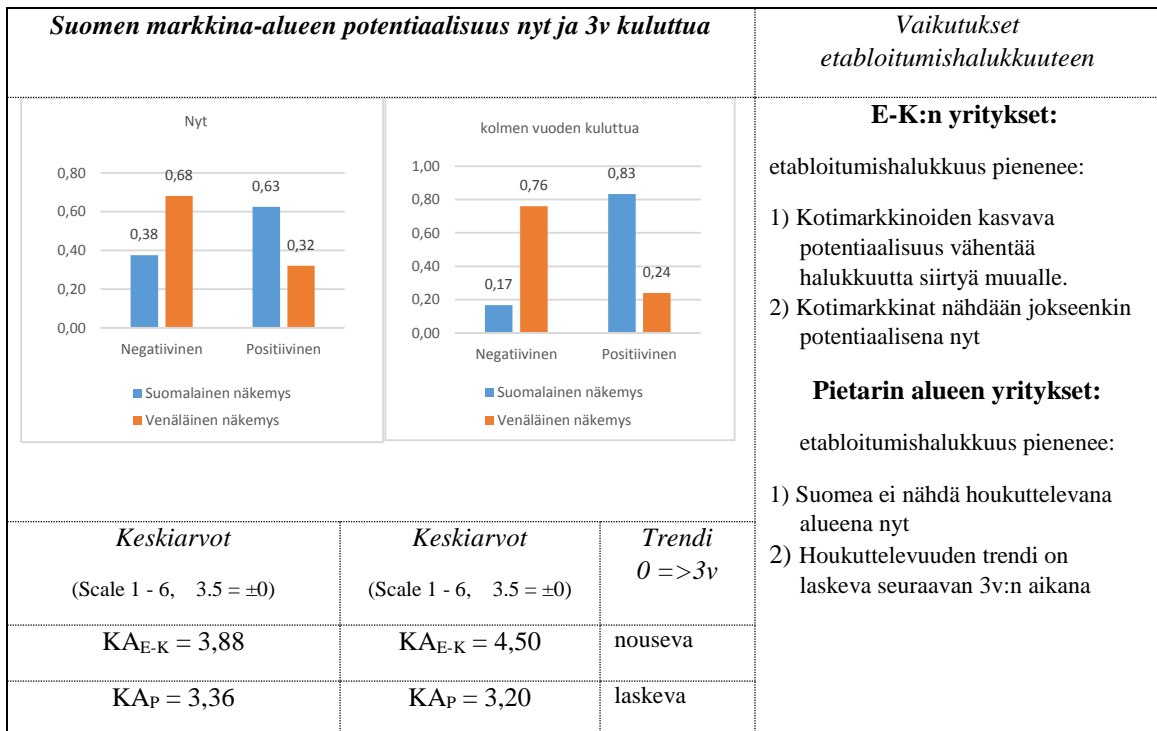 Suomen markkina-alueen potentiaalisuus nyt ja 3v kuluttua
Vaikutukset
etabloitumishalukkuuteen
Nyt
0,80
0,60
0,40
0,20
0,00
0,38
0,68
0,63
0,32
Negatiivinen
Positiivinen
Suomalainen näkemys
Venäläinen näkemys
kolmen vuoden kuluttua
1,00
0,80
0,60
0,40
0,20
0,00
0,17
0,76
0,83
0,24
Negatiivinen
Positiivinen
Suomalainen näkemys
Venäläinen näkemys
E-K:n yritykset:
etabloitumishalukkuus pienenee:
1) Kotimarkkinoiden kasvava
potentiaalisuus vähentää
halukkuutta siirtyä muualle.
2) Kotimarkkinat nähdään jokseenkin
potentiaalisena nyt
Pietarin alueen yritykset:
etabloitumishalukkuus pienenee:
1) Suomea ei nähdä houkuttelevana
alueena nyt
2) Houkuttelevuuden trendi on
laskeva seuraavan 3v:n aikana
Keskiarvot
(Scale 1 - 6, 3.5 = ±0)
Keskiarvot
(Scale 1 - 6, 3.5 = ±0)
Trendi
0 =>3v
KAE-K = 3,88
KAE-K = 4,50
nouseva
KAP = 3,36
KAP = 3,20
laskeva